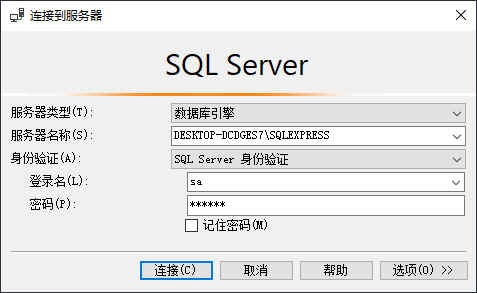 连接到服务器
SQL Server
服务器类型(T): 数据库引擎
服务器名称(S): DESKTOP-DCDGES7\SQLEXPRESS
身份验证(A): SQL Server 身份验证
登录名(L): sa
密码(P): ******
记住密码(M)
连接(C) 取消 帮助 选项(O) >>